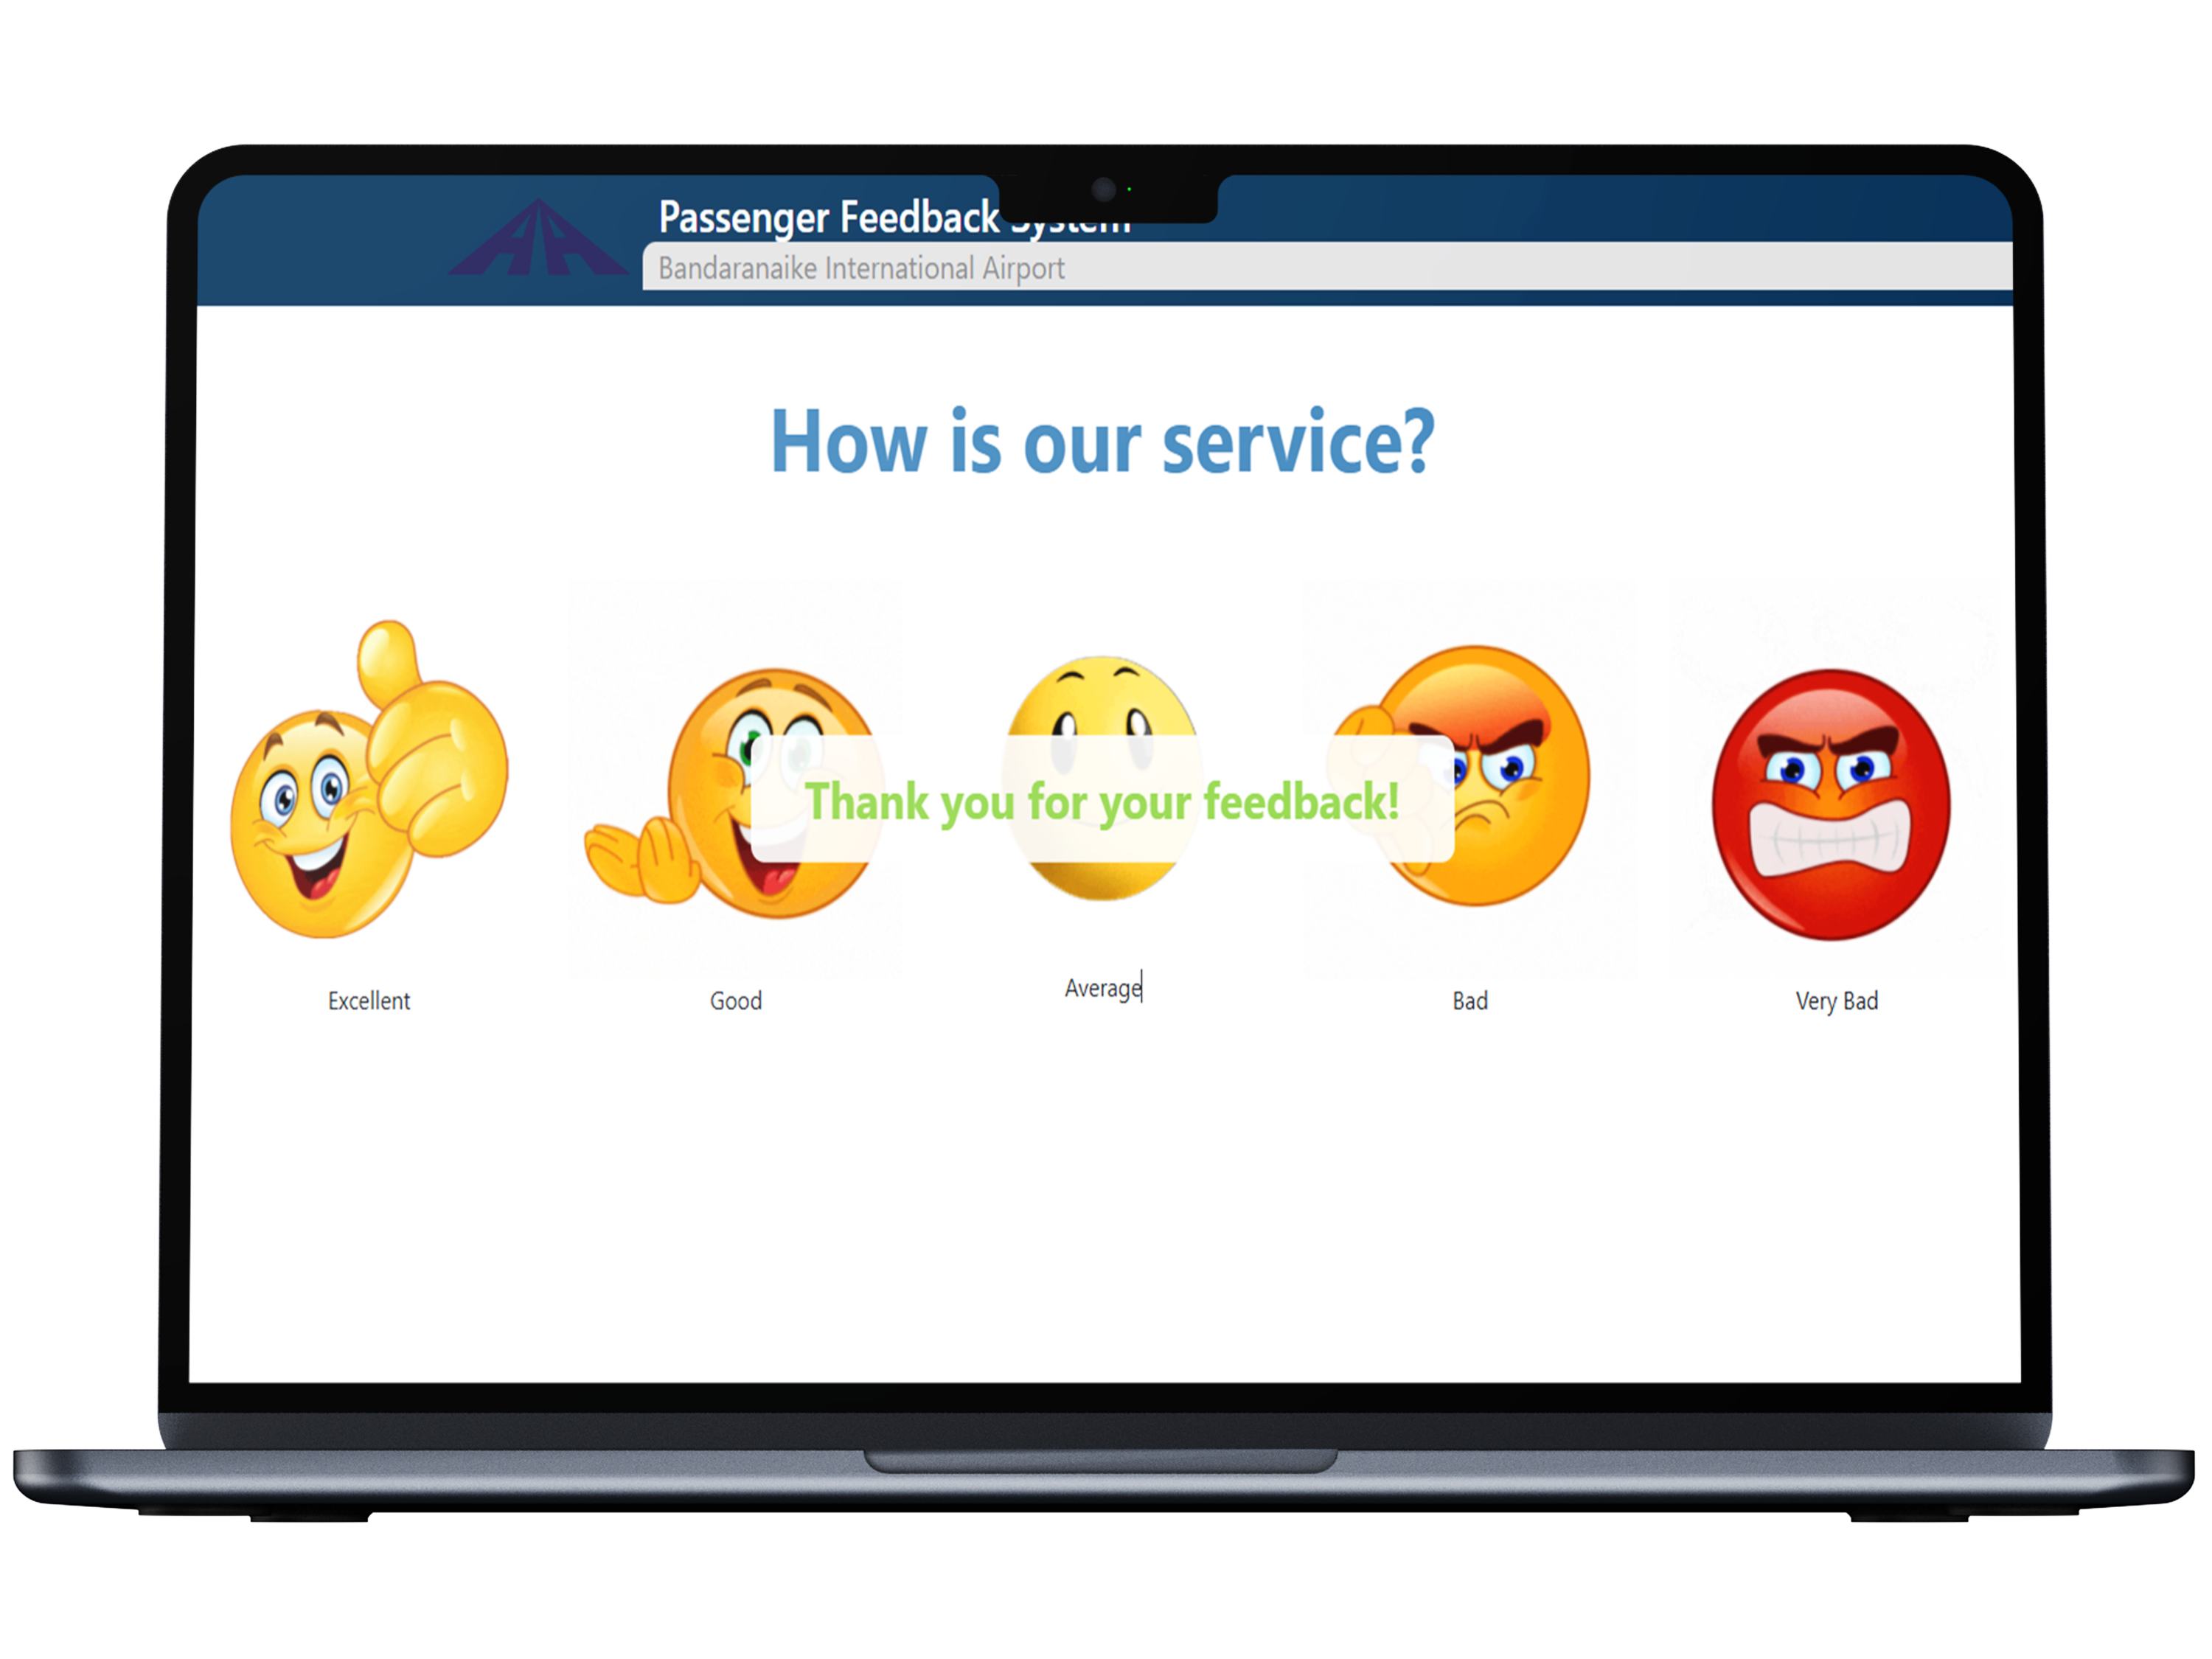 Passenger Feedback System
Bandaranaike International Airport
How is our service?
Thank you for your feedback!
Excellent
Good
Average
Bad
Very Bad